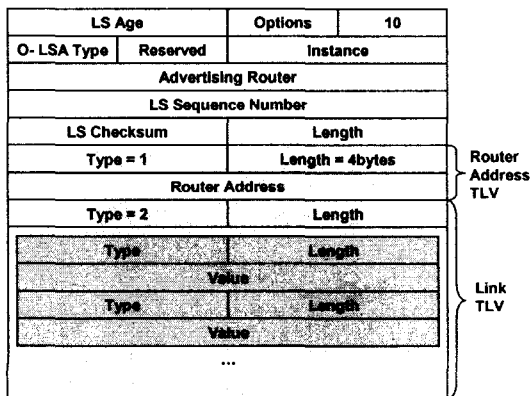 LS Age Options 10
O- LSA Type Reserved Instance
Advertising Router
LS Sequence Number
LS Checksum Length
Type = 1 Length = 4bytes
Router Address
Router Address TLV
Type = 2 Length
Type Length
Value
Type Length
Value
Link TLV
...